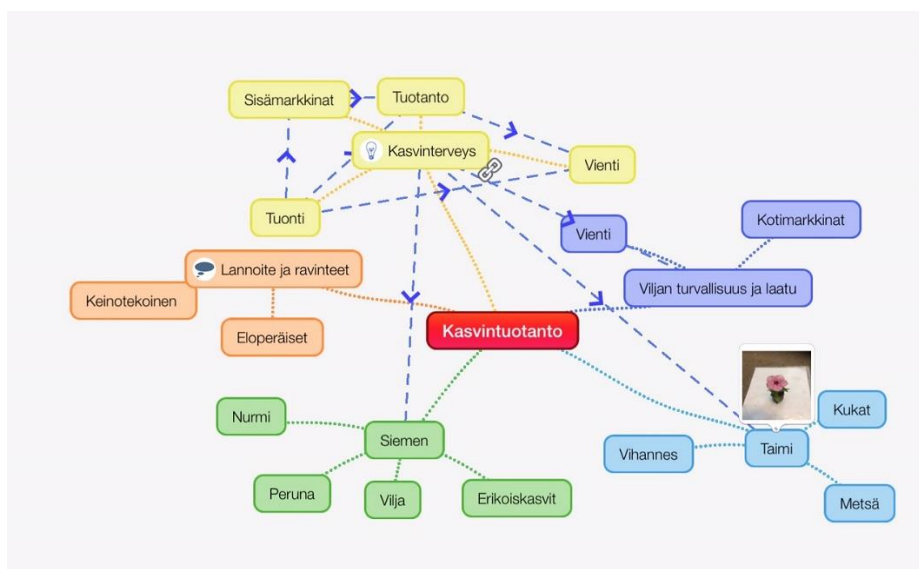 Sisämarkkinat
Tuotanto
Kasvinterveys
Vienti
Tuonti
Vienti
Kotimarkkinat
Lannoite ja ravinteet
Viljan turvallisuus ja laatu
Keinotekoinen
Eloperäiset
Kasvintuotanto
Nurmi
Siemen
Peruna
Vilja
Erikoiskasvit
Kukat
Vihannes
Taimi
Metsä